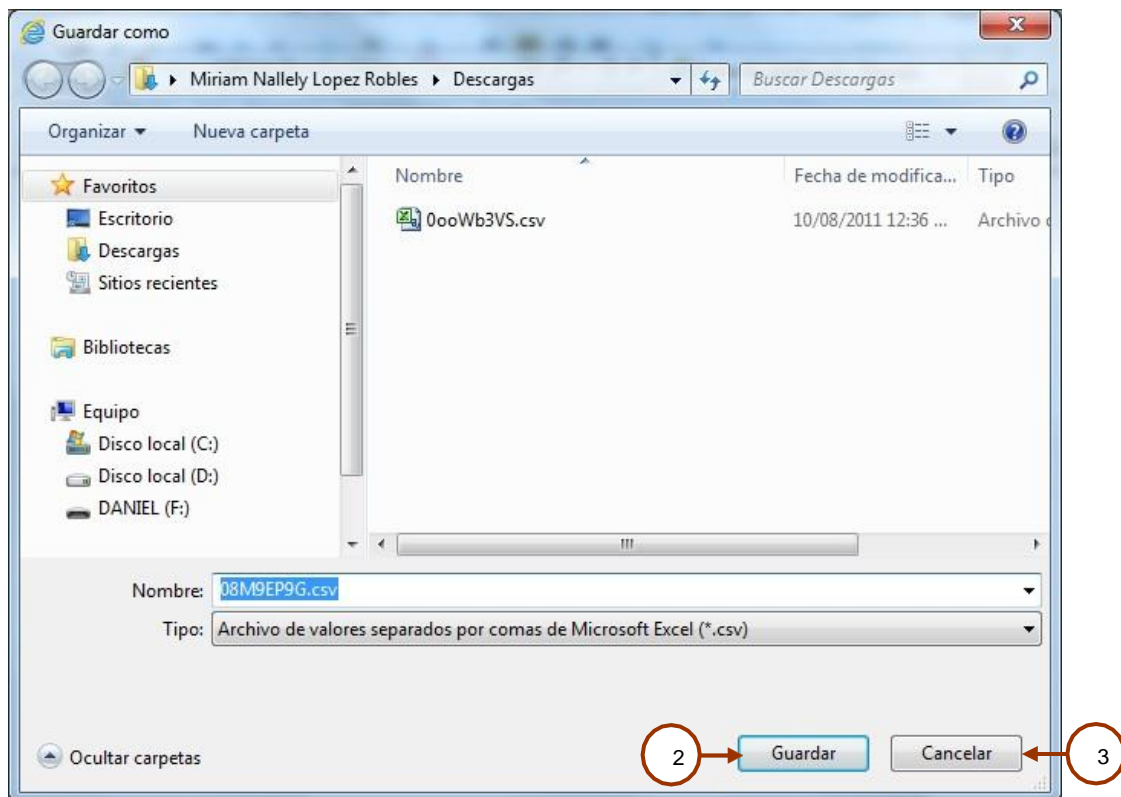 Guardar como
Miriam Nallely Lopez Robles Descargas Buscar Descargas
Organizar Nueva carpeta
Favoritos
Escritorio
Descargas
Sitios recientes
Bibliotecas
Equipo
Disco local (C:)
Disco local (D:)
DANIEL (F:)
Nombre Fecha de modifica... Tipo
0ooWb3VS.csv 10/08/2011 12:36 ... Archivo
Nombre: 08M9EP9G.csv
Tipo: Archivo de valores separados por comas de Microsoft Excel (*.csv)
Ocultar carpetas 2 Guardar Cancelar 3